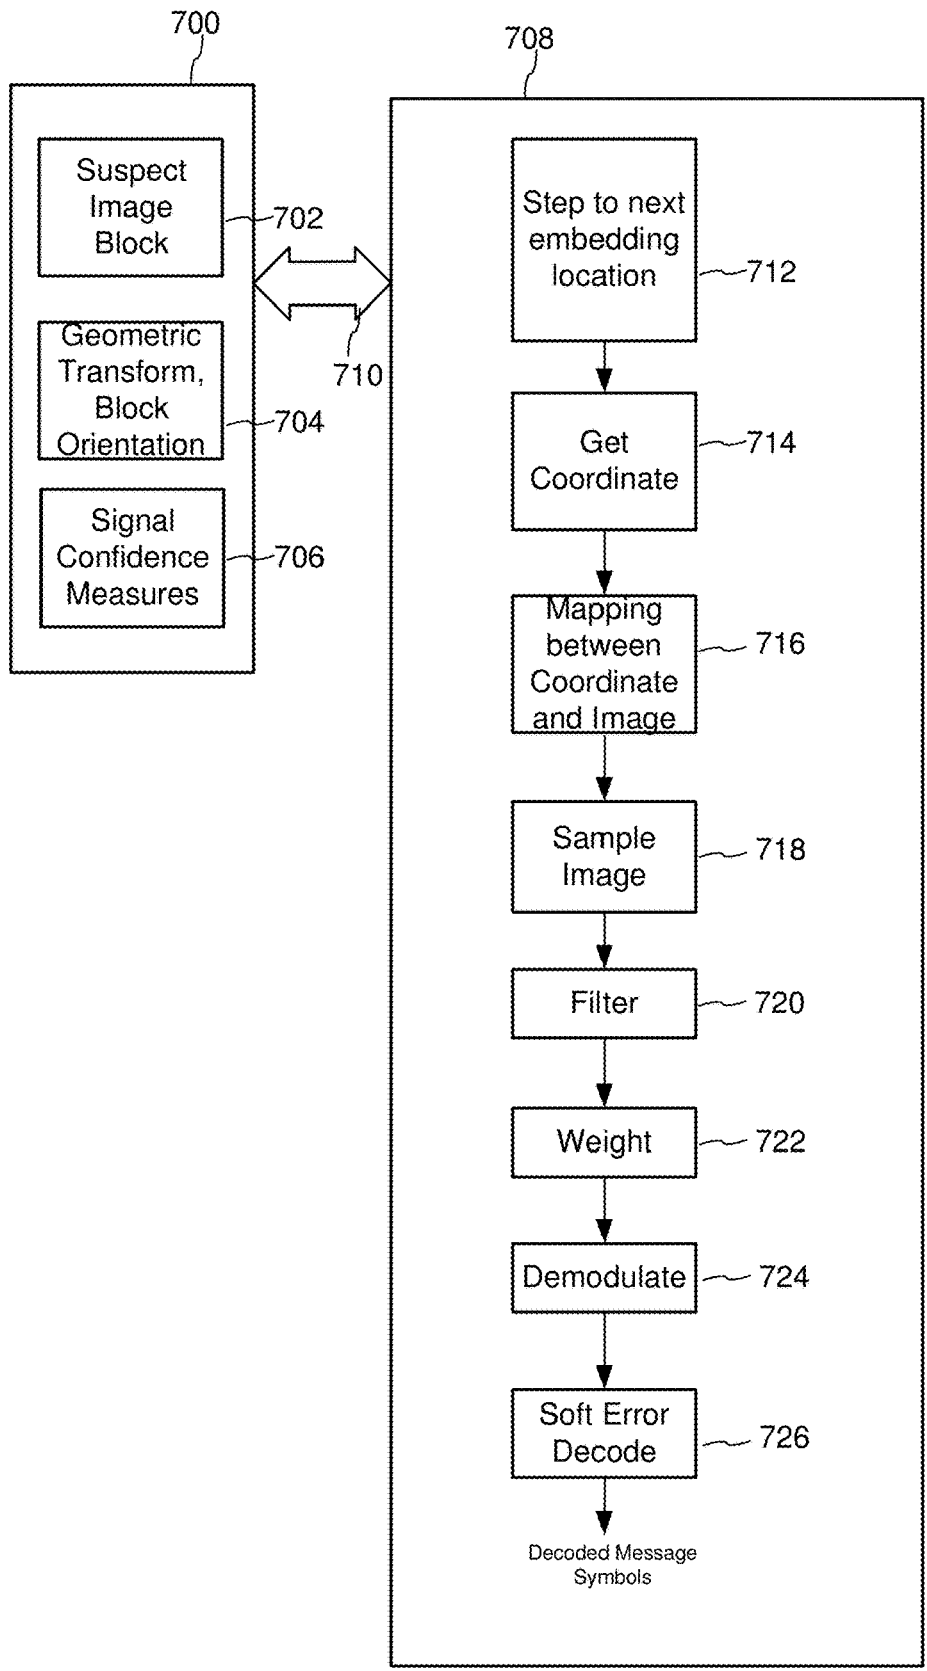 700
Suspect
Image
Block
702
Geometric
Transform,
Block
Orientation
704
Signal
Confidence
Measures
706
710
708
Step to next
embedding
location
712
Get
Coordinate
714
Mapping
between
Coordinate
and Image
716
Sample
Image
718
Filter
720
Weight
722
Demodulate
724
Soft Error
Decode
726
Decoded Message
Symbols